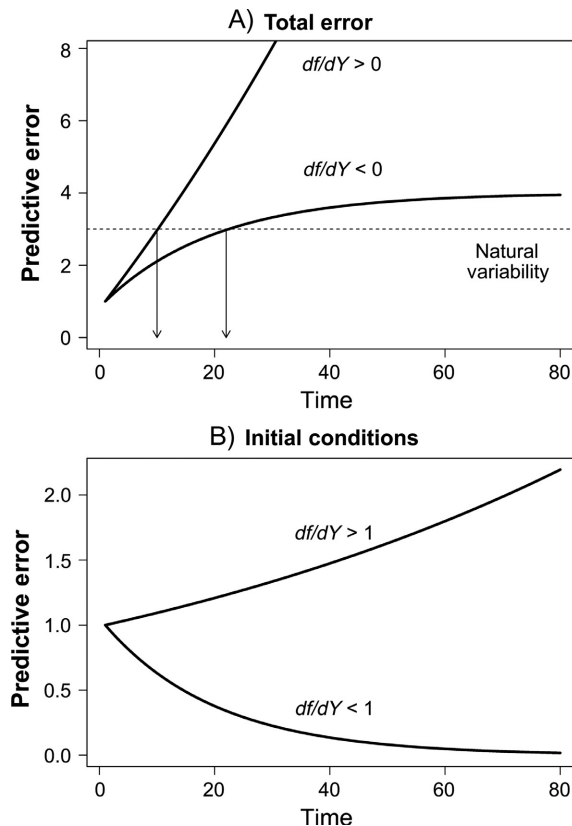 A) Total error
8
6
4
2
0
Predictive error
df/dY > 0
df/dY < 0
Natural
variability
0 20 40 60 80
Time
B) Initial conditions
2.0
1.5
1.0
0.5
0.0
Predictive error
df/dY > 1
df/dY < 1
0 20 40 60 80
Time